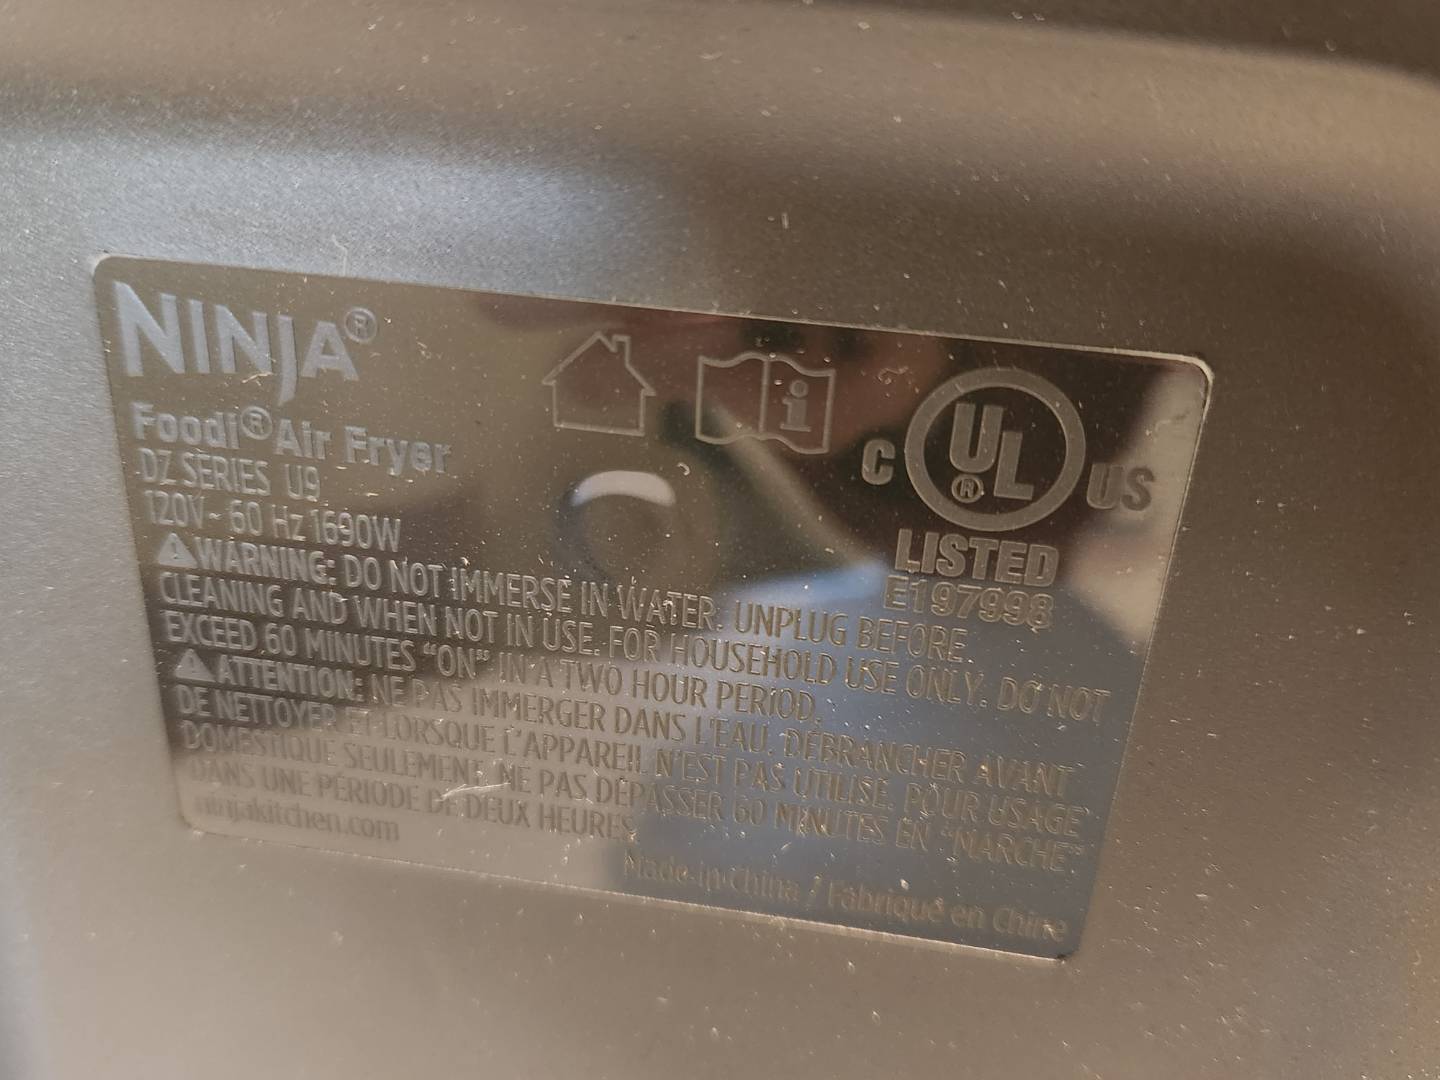 NINJA®
Foodi® Air Fryer
DZ SERIES U9
120V~ 60 Hz 1690W
C UL® US
LISTED
E197998
WARNING: DO NOT IMMERSE IN WATER. UNPLUG BEFORE
CLEANING AND WHEN NOT IN USE. FOR HOUSEHOLD USE ONLY. DO NOT
EXCEED 60 MINUTES “ON” IN A TWO HOUR PERIOD.
ATTENTION: NE PAS IMMERGER DANS L'EAU. DÉBRANCHER AVANT
DE NETTOYER ET LORSQUE L'APPAREIL N'EST PAS UTILISÉ. POUR USAGE
DOMESTIQUE SEULEMENT. NE PAS DÉPASSER 60 MINUTES EN “MARCHE”
DANS UNE PÉRIODE DE DEUX HEURES.
ninjakitchen.com
Made in China / Fabriqué en Chine